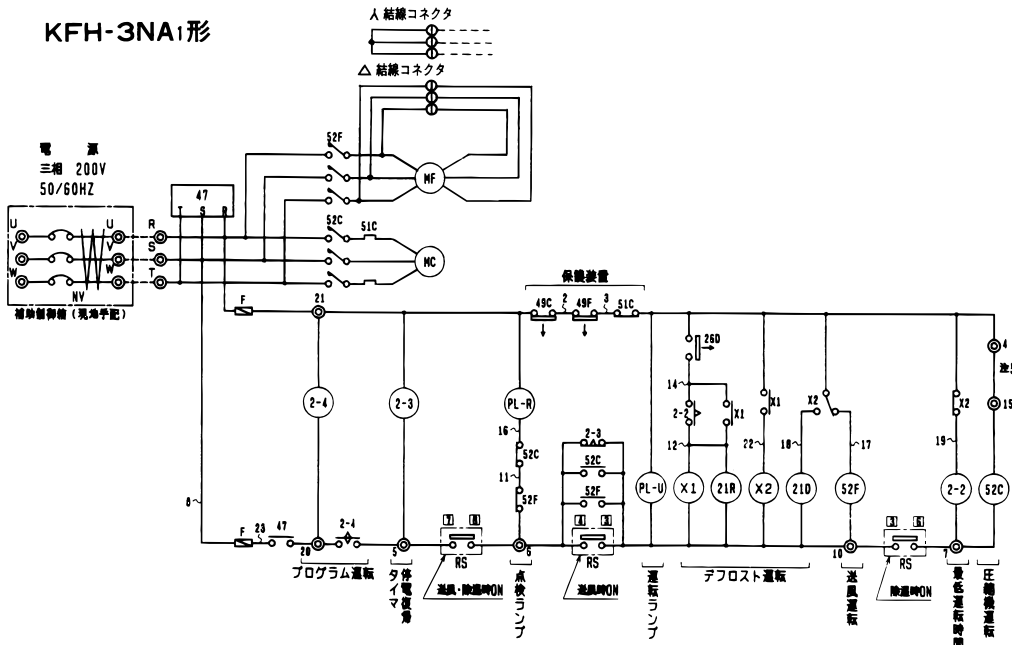 KFH-3NA1形
人 結線コネクタ
△ 結線コネクタ
電 源
三相 200V
50/60HZ
47
T S R
52F
MF
52C
51C
MC
U
V
W
NV
U
V
W
R
S
T
補助制御箱 (現地手配)
F
21
保護装置
49C
2
49F
3
51C
4
15
26D
14
2-2
X1
12
X1
22
X2
18
17
X2
19
2-4
2-3
PL-R
16
52C
11
52F
2-3
52C
52F
PL-U
X1
21R
X2
21D
52F
2-2
52C
8
F
23
47
20
2-4
5
7 8
RS
6
4 3
RS
10
3 6
RS
7
プログラム運転
停電復帰
タイマ
送風・除湿時ON
点検ランプ
送風時ON
運転ランプ
デフロスト運転
送風運転
除湿時ON
最低運転時間
圧縮機運転